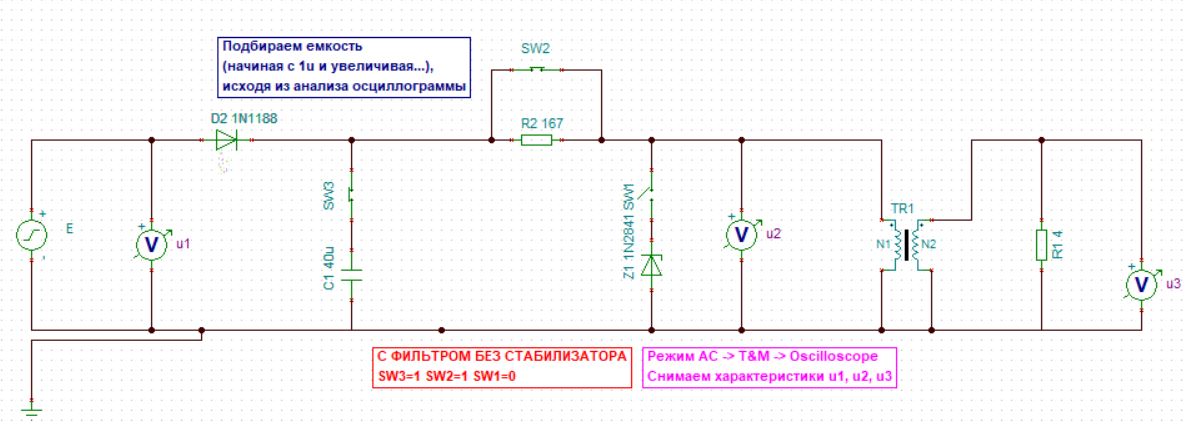 Подбираем емкость
(начиная с 1u и увеличивая...),
исходя из анализа осциллограммы
SW2
D2 1N1188
R2 167
+
E
-
+
V
u1
SW3
C1 40u
SW1
Z1 1N2841
+
V
u2
TR1
N1
N2
R1 4
+
V
u3
С ФИЛЬТРОМ БЕЗ СТАБИЛИЗАТОРА
SW3=1 SW2=1 SW1=0
Режим AC -> T&M -> Oscilloscope
Снимаем характеристики u1, u2, u3